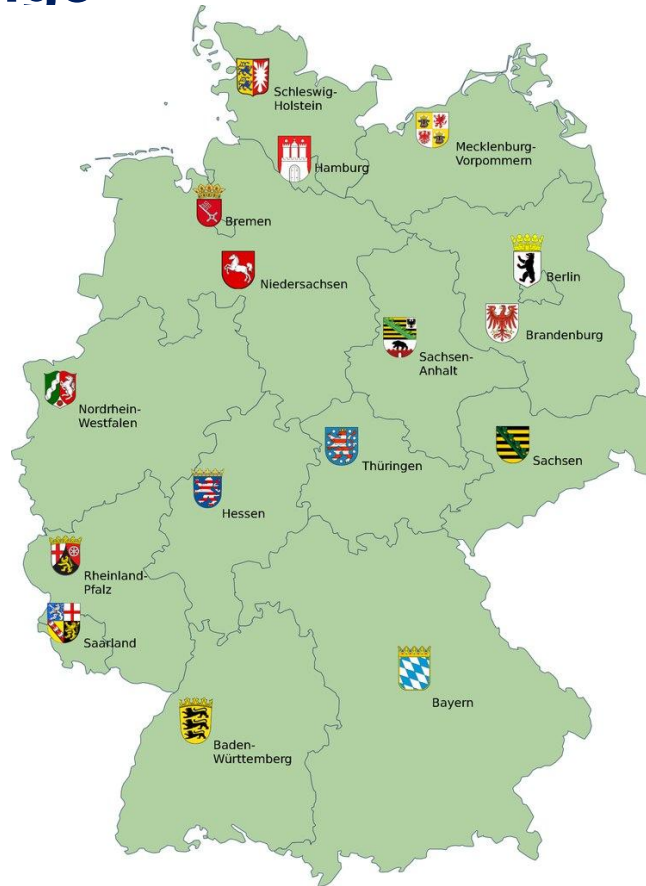 Schleswig-
Holstein
Mecklenburg-
Vorpommern
Hamburg
Bremen
Niedersachsen
Berlin
Brandenburg
Sachsen-
Anhalt
Nordrhein-
Westfalen
Thüringen
Sachsen
Hessen
Rheinland-
Pfalz
Saarland
Bayern
Baden-
Württemberg